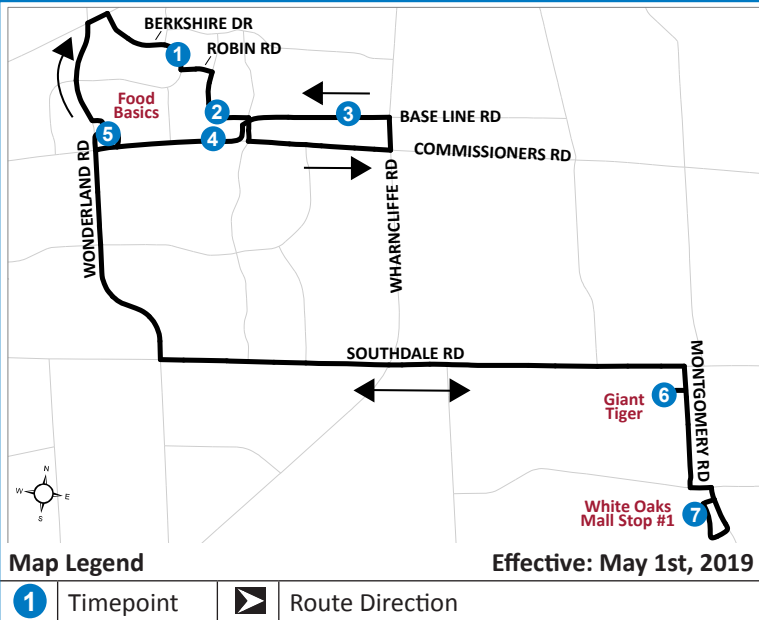 BERKSHIRE DR
1
ROBIN RD
Food
Basics
2
3
BASE LINE RD
5
4
COMMISSIONERS RD
WONDERLAND RD
WHARNCLIFFE RD
SOUTHDALE RD
MONTGOMERY RD
Giant
Tiger
6
N
W
E
S
White Oaks
Mall Stop #1
7
Map Legend
Effective: May 1st, 2019
1 Timepoint
Route Direction